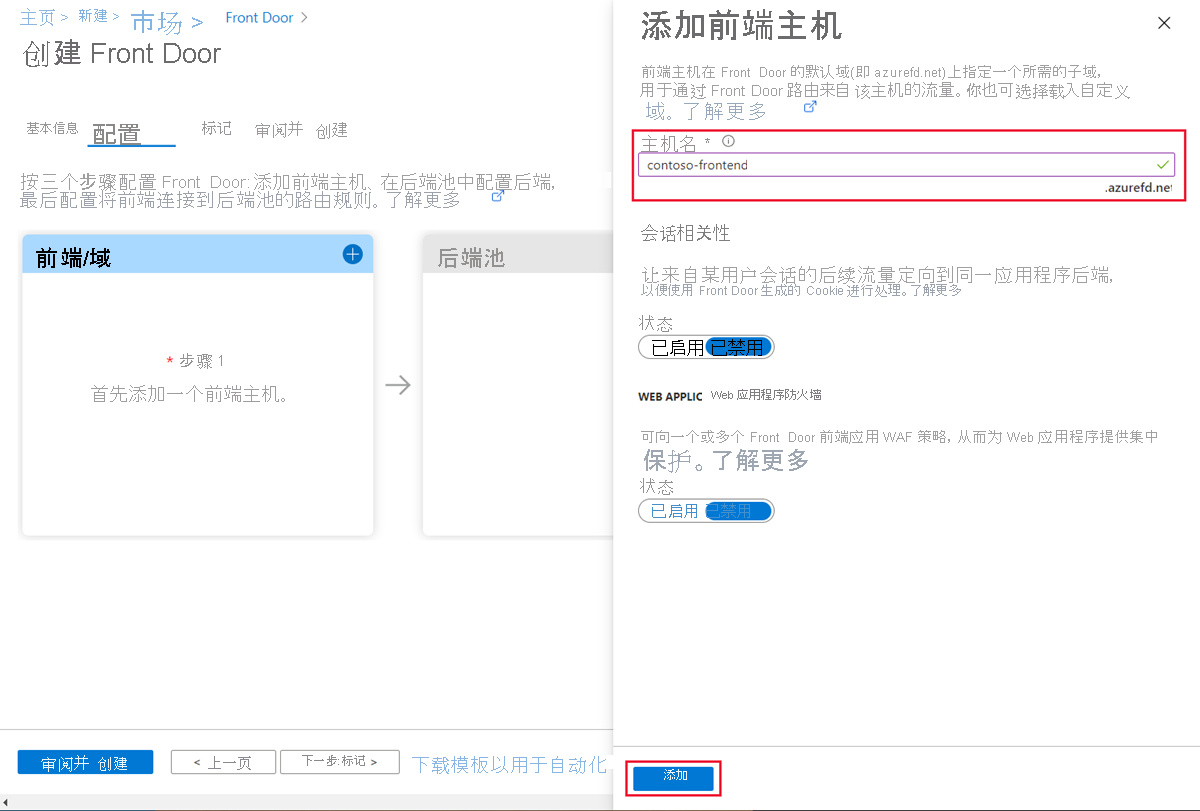 主页 > 新建 > 市场 > Front Door >
创建 Front Door
基本信息 配置 标记 审阅并 创建
按三个步骤配置 Front Door: 添加前端主机、在后端池中配置后端,
最后配置将前端连接到后端池的路由规则。了解更多
前端/域
* 步骤 1
首先添加一个前端主机。
后端池
审阅并 创建
< 上一页
下一步:标记 >
下载模板以用于自动化
添加前端主机
前端主机在 Front Door 的默认域(即 azurefd.net)上指定一个所需的子域,
用于通过 Front Door 路由来自 该主机的流量。你也可选择载入自定义
域。了解更多
主机名 *
contoso-frontend
.azurefd.net
会话相关性
让来自某用户会话的后续流量定向到同一应用程序后端,
以便使用 Front Door 生成的 Cookie 进行处理。了解更多
状态
已启用 已禁用
WEB APPLIC Web 应用程序防火墙
可向一个或多个 Front Door 前端应用 WAF 策略, 从而为 Web 应用程序提供集中
保护。了解更多
状态
已启用 已禁用
添加